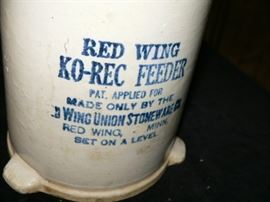 RED WING
KO-REC FEEDER
PAT. APPLIED FOR
MADE ONLY BY THE
D WING UNION STONEWARE CO.
RED WING, MINN.
SET ON A LEVEL